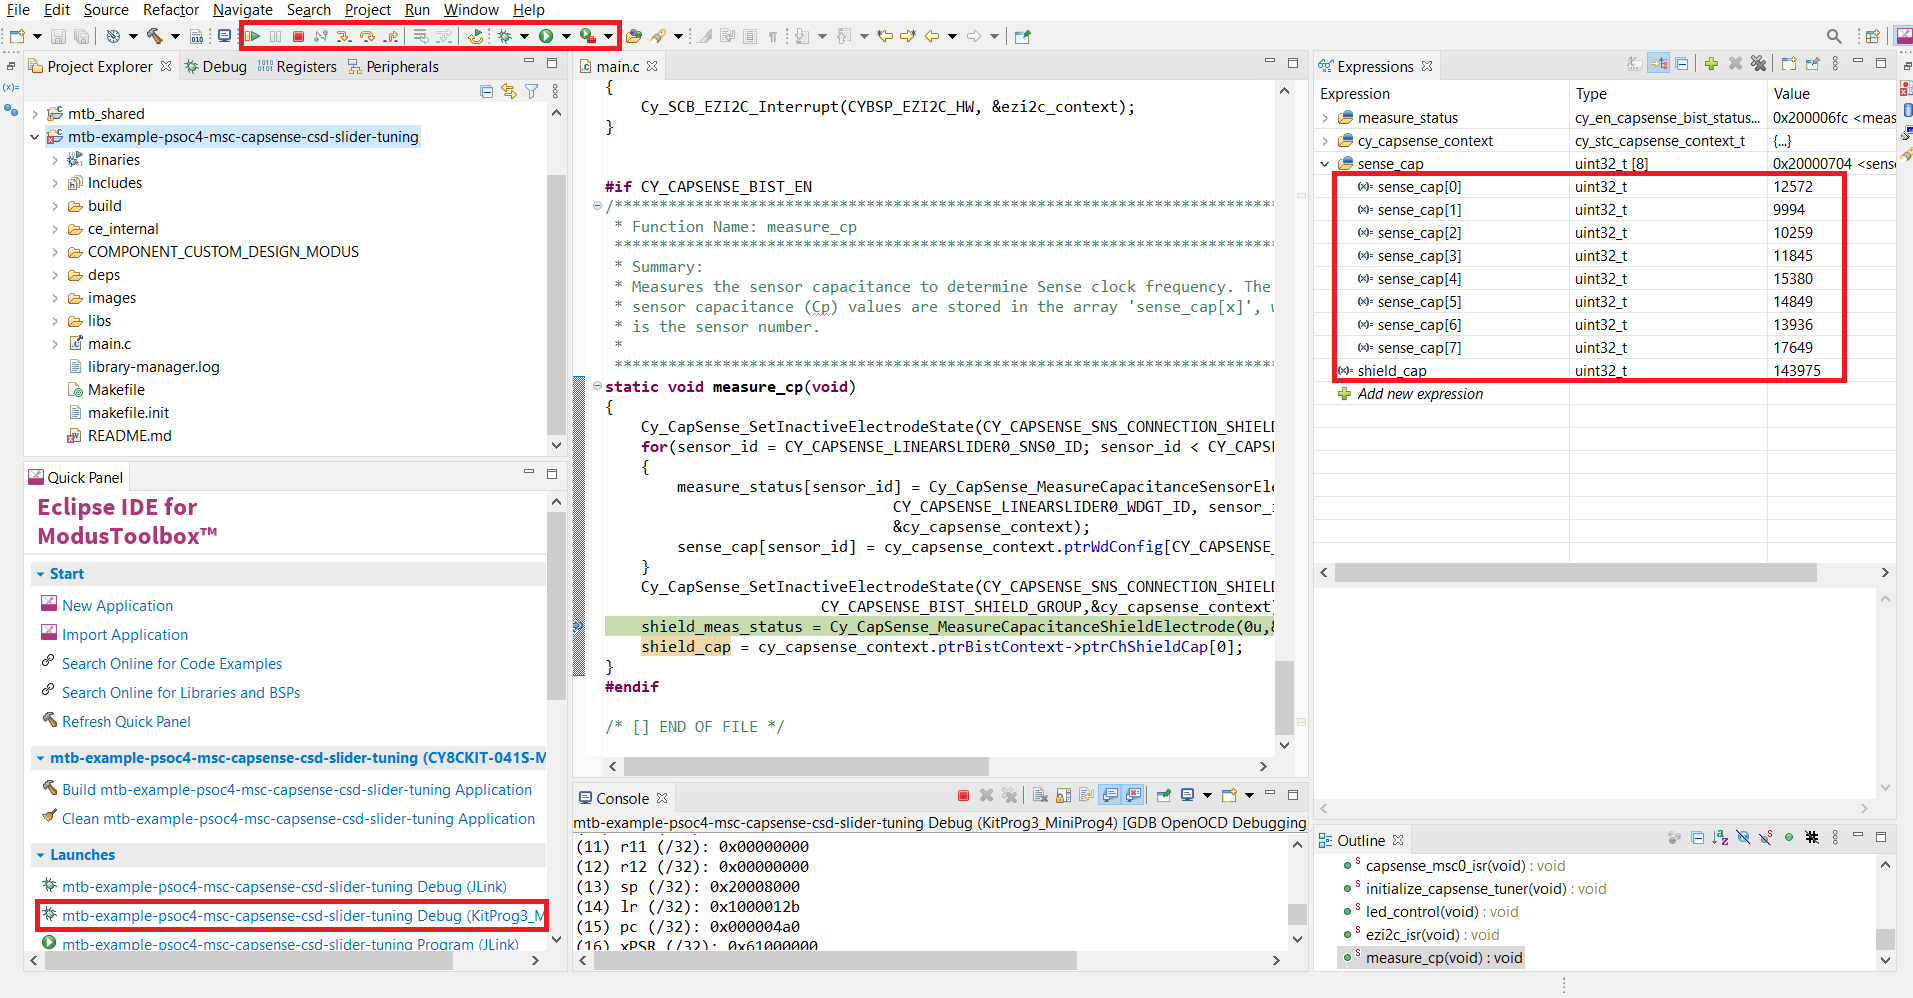 File Edit Source Refactor Navigate Search Project Run Window Help
Project Explorer
Debug
Registers
Peripherals
mtb_shared
mtb-example-psoc4-msc-capsense-csd-slider-tuning
Binaries
Includes
build
ce_internal
COMPONENT_CUSTOM_DESIGN_MODUS
deps
images
libs
main.c
library-manager.log
Makefile
makefile.init
README.md
Quick Panel
Eclipse IDE for
ModusToolbox™
Start
New Application
Import Application
Search Online for Code Examples
Search Online for Libraries and BSPs
Refresh Quick Panel
mtb-example-psoc4-msc-capsense-csd-slider-tuning (CY8CKIT-041S-M
Build mtb-example-psoc4-msc-capsense-csd-slider-tuning Application
Clean mtb-example-psoc4-msc-capsense-csd-slider-tuning Application
Launches
mtb-example-psoc4-msc-capsense-csd-slider-tuning Debug (JLink)
mtb-example-psoc4-msc-capsense-csd-slider-tuning Debug (KitProg3_M
mtb-example-psoc4-msc-capsense-csd-slider-tuning Program (JLink)
main.c
{
Cy_SCB_EZI2C_Interrupt(CYBSP_EZI2C_HW, &ezi2c_context);
}
#if CY_CAPSENSE_BIST_EN
/*******************************************************************************
* Function Name: measure_cp
********************************************************************************
* Summary:
* Measures the sensor capacitance to determine Sense clock frequency. The
* sensor capacitance (Cp) values are stored in the array 'sense_cap[x]', w
* is the sensor number.
*
*******************************************************************************
static void measure_cp(void)
{
Cy_CapSense_SetInactiveElectrodeState(CY_CAPSENSE_SNS_CONNECTION_SHIELD
for(sensor_id = CY_CAPSENSE_LINEARSLIDER0_SNS0_ID; sensor_id < CY_CAPS
{
measure_status[sensor_id] = Cy_CapSense_MeasureCapacitanceSensorEle
CY_CAPSENSE_LINEARSLIDER0_WDGT_ID, sensor_i
&cy_capsense_context);
sense_cap[sensor_id] = cy_capsense_context.ptrWdConfig[CY_CAPSENSE_
}
Cy_CapSense_SetInactiveElectrodeState(CY_CAPSENSE_SNS_CONNECTION_SHIELD
CY_CAPSENSE_BIST_SHIELD_GROUP,&cy_capsense_context)
shield_meas_status = Cy_CapSense_MeasureCapacitanceShieldElectrode(0u,&
shield_cap = cy_capsense_context.ptrBistContext->ptrChShieldCap[0];
}
#endif
/* [] END OF FILE */
Console
mtb-example-psoc4-msc-capsense-csd-slider-tuning Debug (KitProg3_MiniProg4) [GDB OpenOCD Debugging
(11) r11 (/32): 0x00000000
(12) r12 (/32): 0x00000000
(13) sp (/32): 0x20008000
(14) lr (/32): 0x1000012b
(15) pc (/32): 0x000004a0
(16) xPSR (/32): 0x61000000
Expressions
Expression Type Value
measure_status cy_en_capsense_bist_status... 0x200006fc <meas
cy_capsense_context cy_stc_capsense_context_t {...}
sense_cap uint32_t [8] 0x20000704 <sens
sense_cap[0] uint32_t 12572
sense_cap[1] uint32_t 9994
sense_cap[2] uint32_t 10259
sense_cap[3] uint32_t 11845
sense_cap[4] uint32_t 15380
sense_cap[5] uint32_t 14849
sense_cap[6] uint32_t 13936
sense_cap[7] uint32_t 17649
shield_cap uint32_t 143975
Add new expression
Outline
capsense_msc0_isr(void) : void
initialize_capsense_tuner(void) : void
led_control(void) : void
ezi2c_isr(void) : void
measure_cp(void) : void